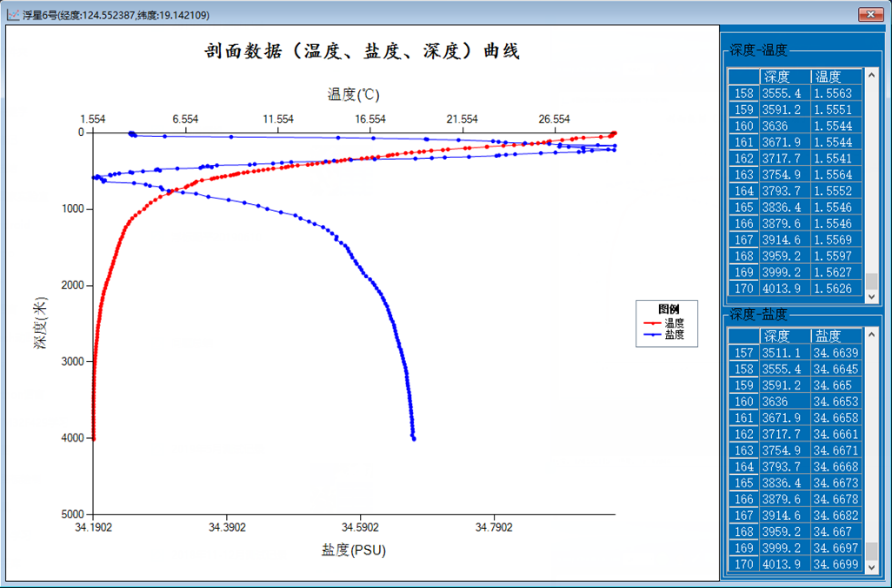 浮星6号(经度:124.552387,纬度:19.142109)
剖面数据（温度、盐度、深度）曲线
温度(℃)
1.554 6.554 11.554 16.554 21.554 26.554
0
1000
2000
3000
4000
5000
深度(米)
34.1902 34.3902 34.5902 34.7902
盐度(PSU)
图例
温度
盐度
深度-温度
深度 温度
158 3555.4 1.5563
159 3591.2 1.5551
160 3636 1.5544
161 3671.9 1.5544
162 3717.7 1.5541
163 3754.9 1.5564
164 3793.7 1.5552
165 3836.4 1.5546
166 3879.6 1.5546
167 3914.6 1.5569
168 3959.2 1.5597
169 3999.2 1.5627
170 4013.9 1.5626
深度-盐度
深度 盐度
157 3511.1 34.6639
158 3555.4 34.6645
159 3591.2 34.665
160 3636 34.6653
161 3671.9 34.6658
162 3717.7 34.6661
163 3754.9 34.6671
164 3793.7 34.6668
165 3836.4 34.6673
166 3879.6 34.6678
167 3914.6 34.6682
168 3959.2 34.667
169 3999.2 34.6697
170 4013.9 34.6699